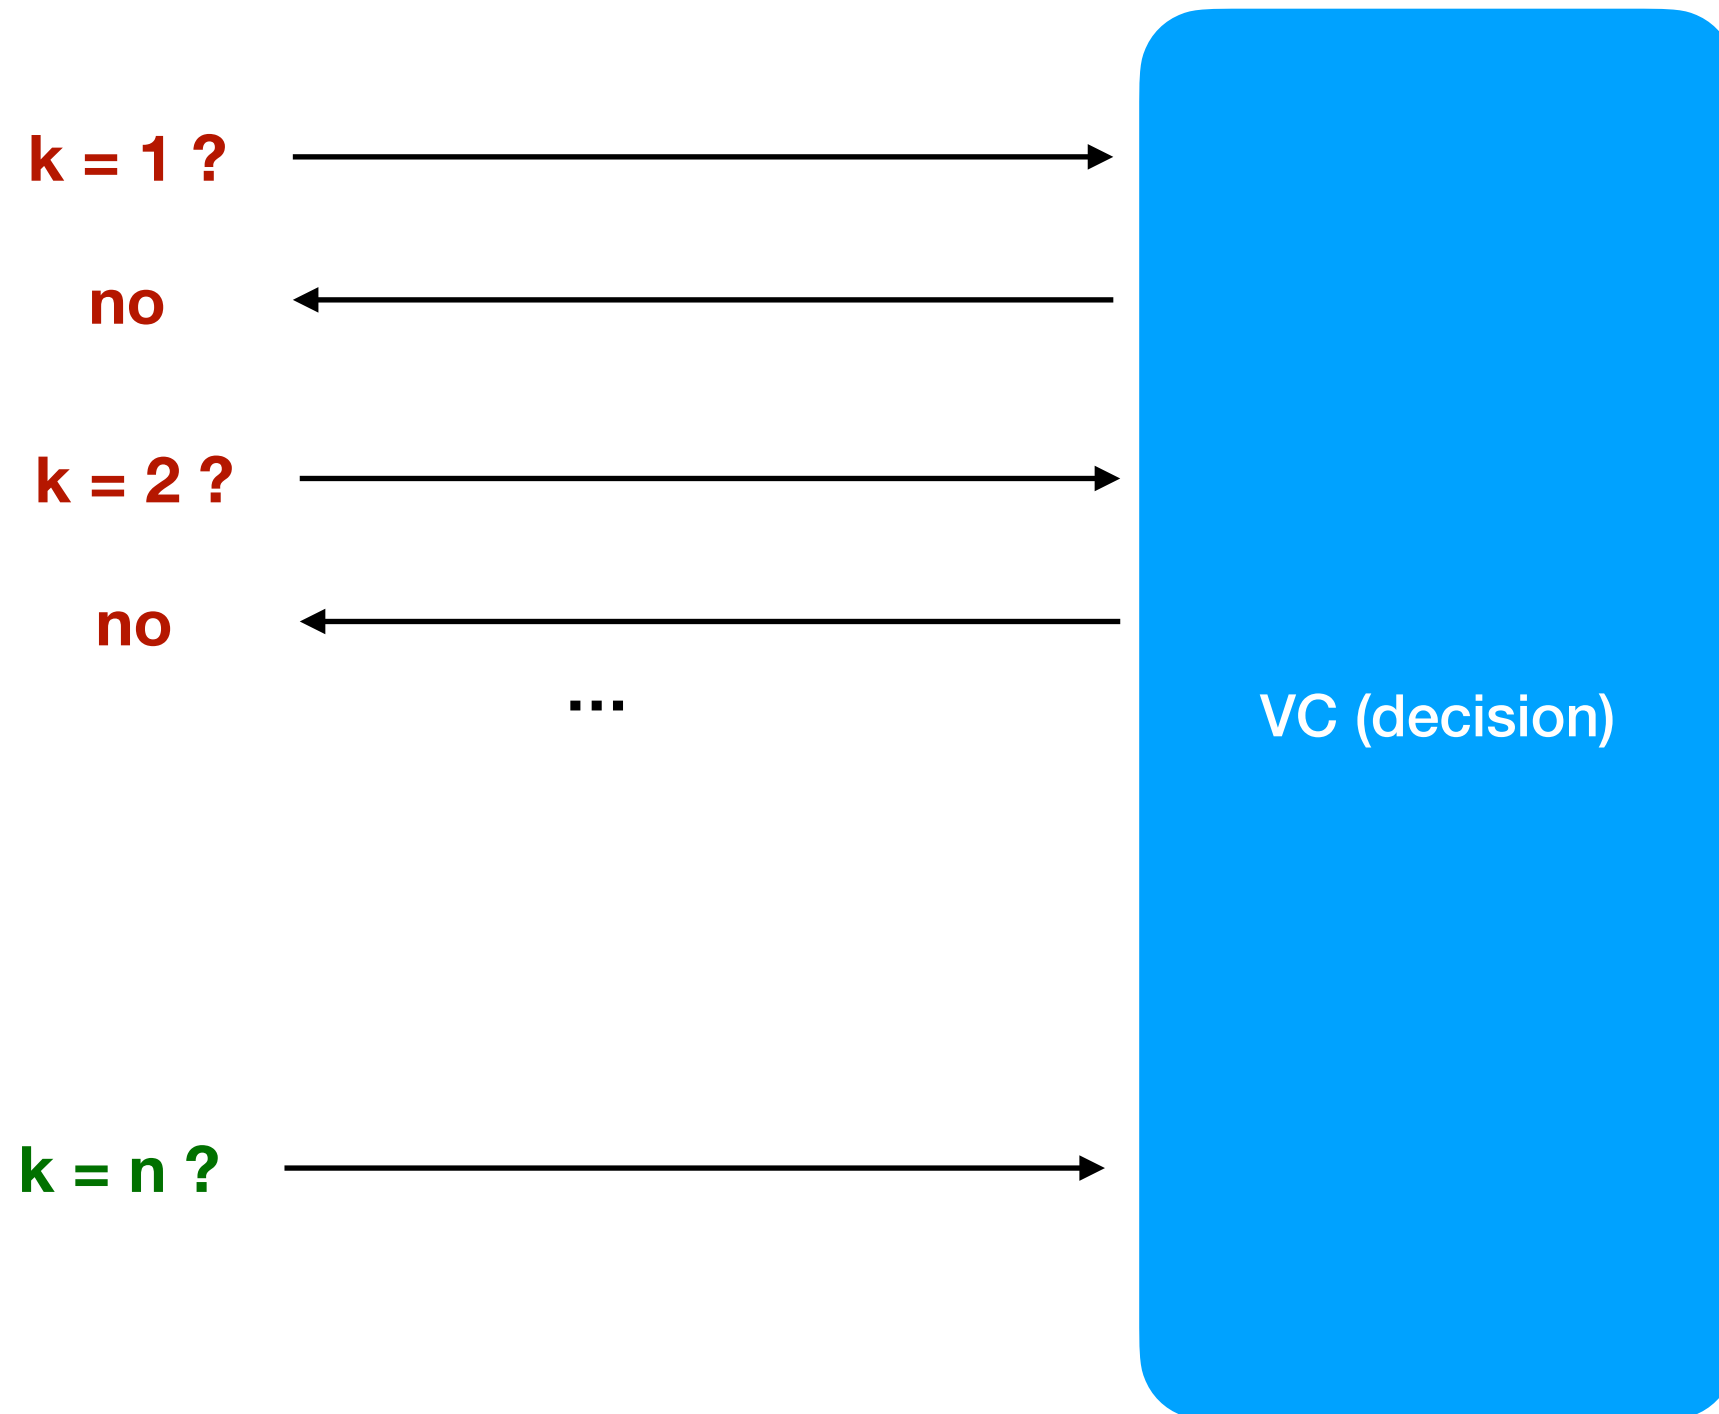 k = 1 ?
no
k = 2 ?
no
...
VC (decision)
k = n ?